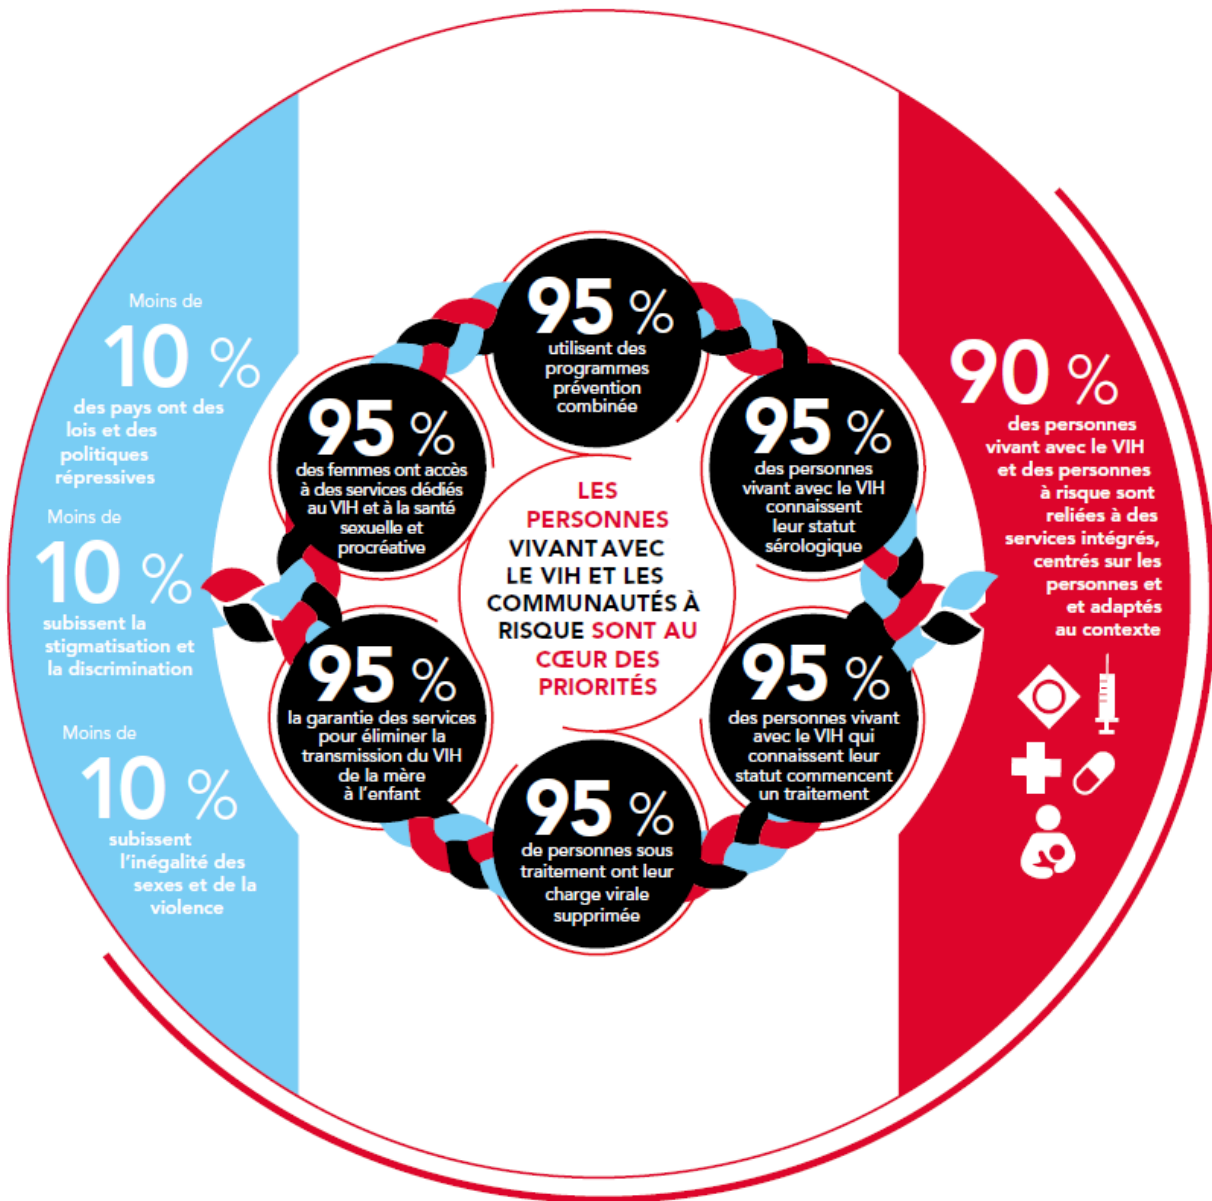 Moins de
10 %
des pays ont des
lois et des
politiques
répressives
Moins de
10 %
subissent la
stigmatisation et
la discrimination
Moins de
10 %
subissent
l'inégalité des
sexes et de la
violence
95 %
utilisent des
programmes
prévention
combinée
95 %
des femmes ont accès
à des services dédiés
au VIH et à la santé
sexuelle et
procréative
95 %
des personnes
vivant avec le VIH
connaissent
leur statut
sérologique
LES
PERSONNES
VIVANT AVEC
LE VIH ET LES
COMMUNAUTÉS À
RISQUE SONT AU
CŒUR DES
PRIORITÉS
95 %
la garantie des services
pour éliminer la
transmission du VIH
de la mère
à l'enfant
95 %
des personnes vivant
avec le VIH qui
connaissent leur
statut commencent
un traitement
95 %
de personnes sous
traitement ont leur
charge virale
supprimée
90 %
des personnes
vivant avec le VIH
et des personnes
à risque sont
reliées à des
services intégrés,
centrés sur les
personnes et
et adaptés
au contexte